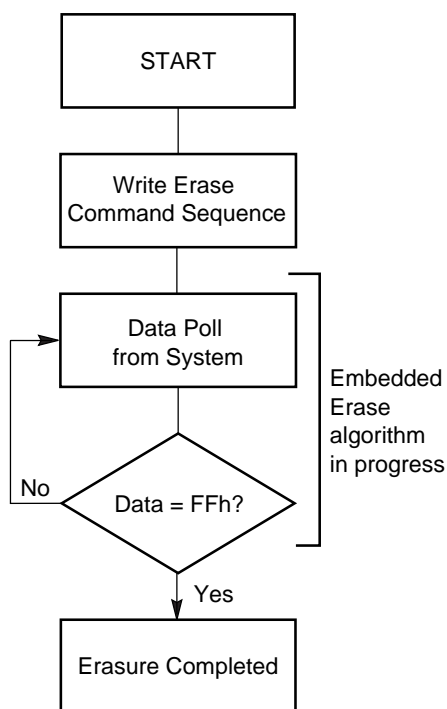 START
Write Erase
Command Sequence
Data Poll
from System
Embedded
Erase
algorithm
in progress
No
Data = FFh?
Yes
Erasure Completed